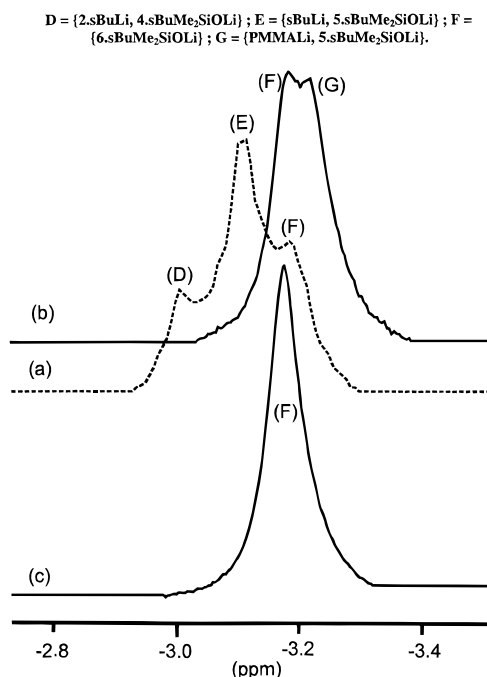 D = {2.sBuLi, 4.sBuMe₂SiOLi} ; E = {sBuLi, 5.sBuMe₂SiOLi} ; F =
{6.sBuMe₂SiOLi} ; G = {PMMALi, 5.sBuMe₂SiOLi}.
(F)
(G)
(E)
(F)
(D)
(b)
(a)
(F)
(c)
-2.8
-3.0
-3.2
-3.4
(ppm)